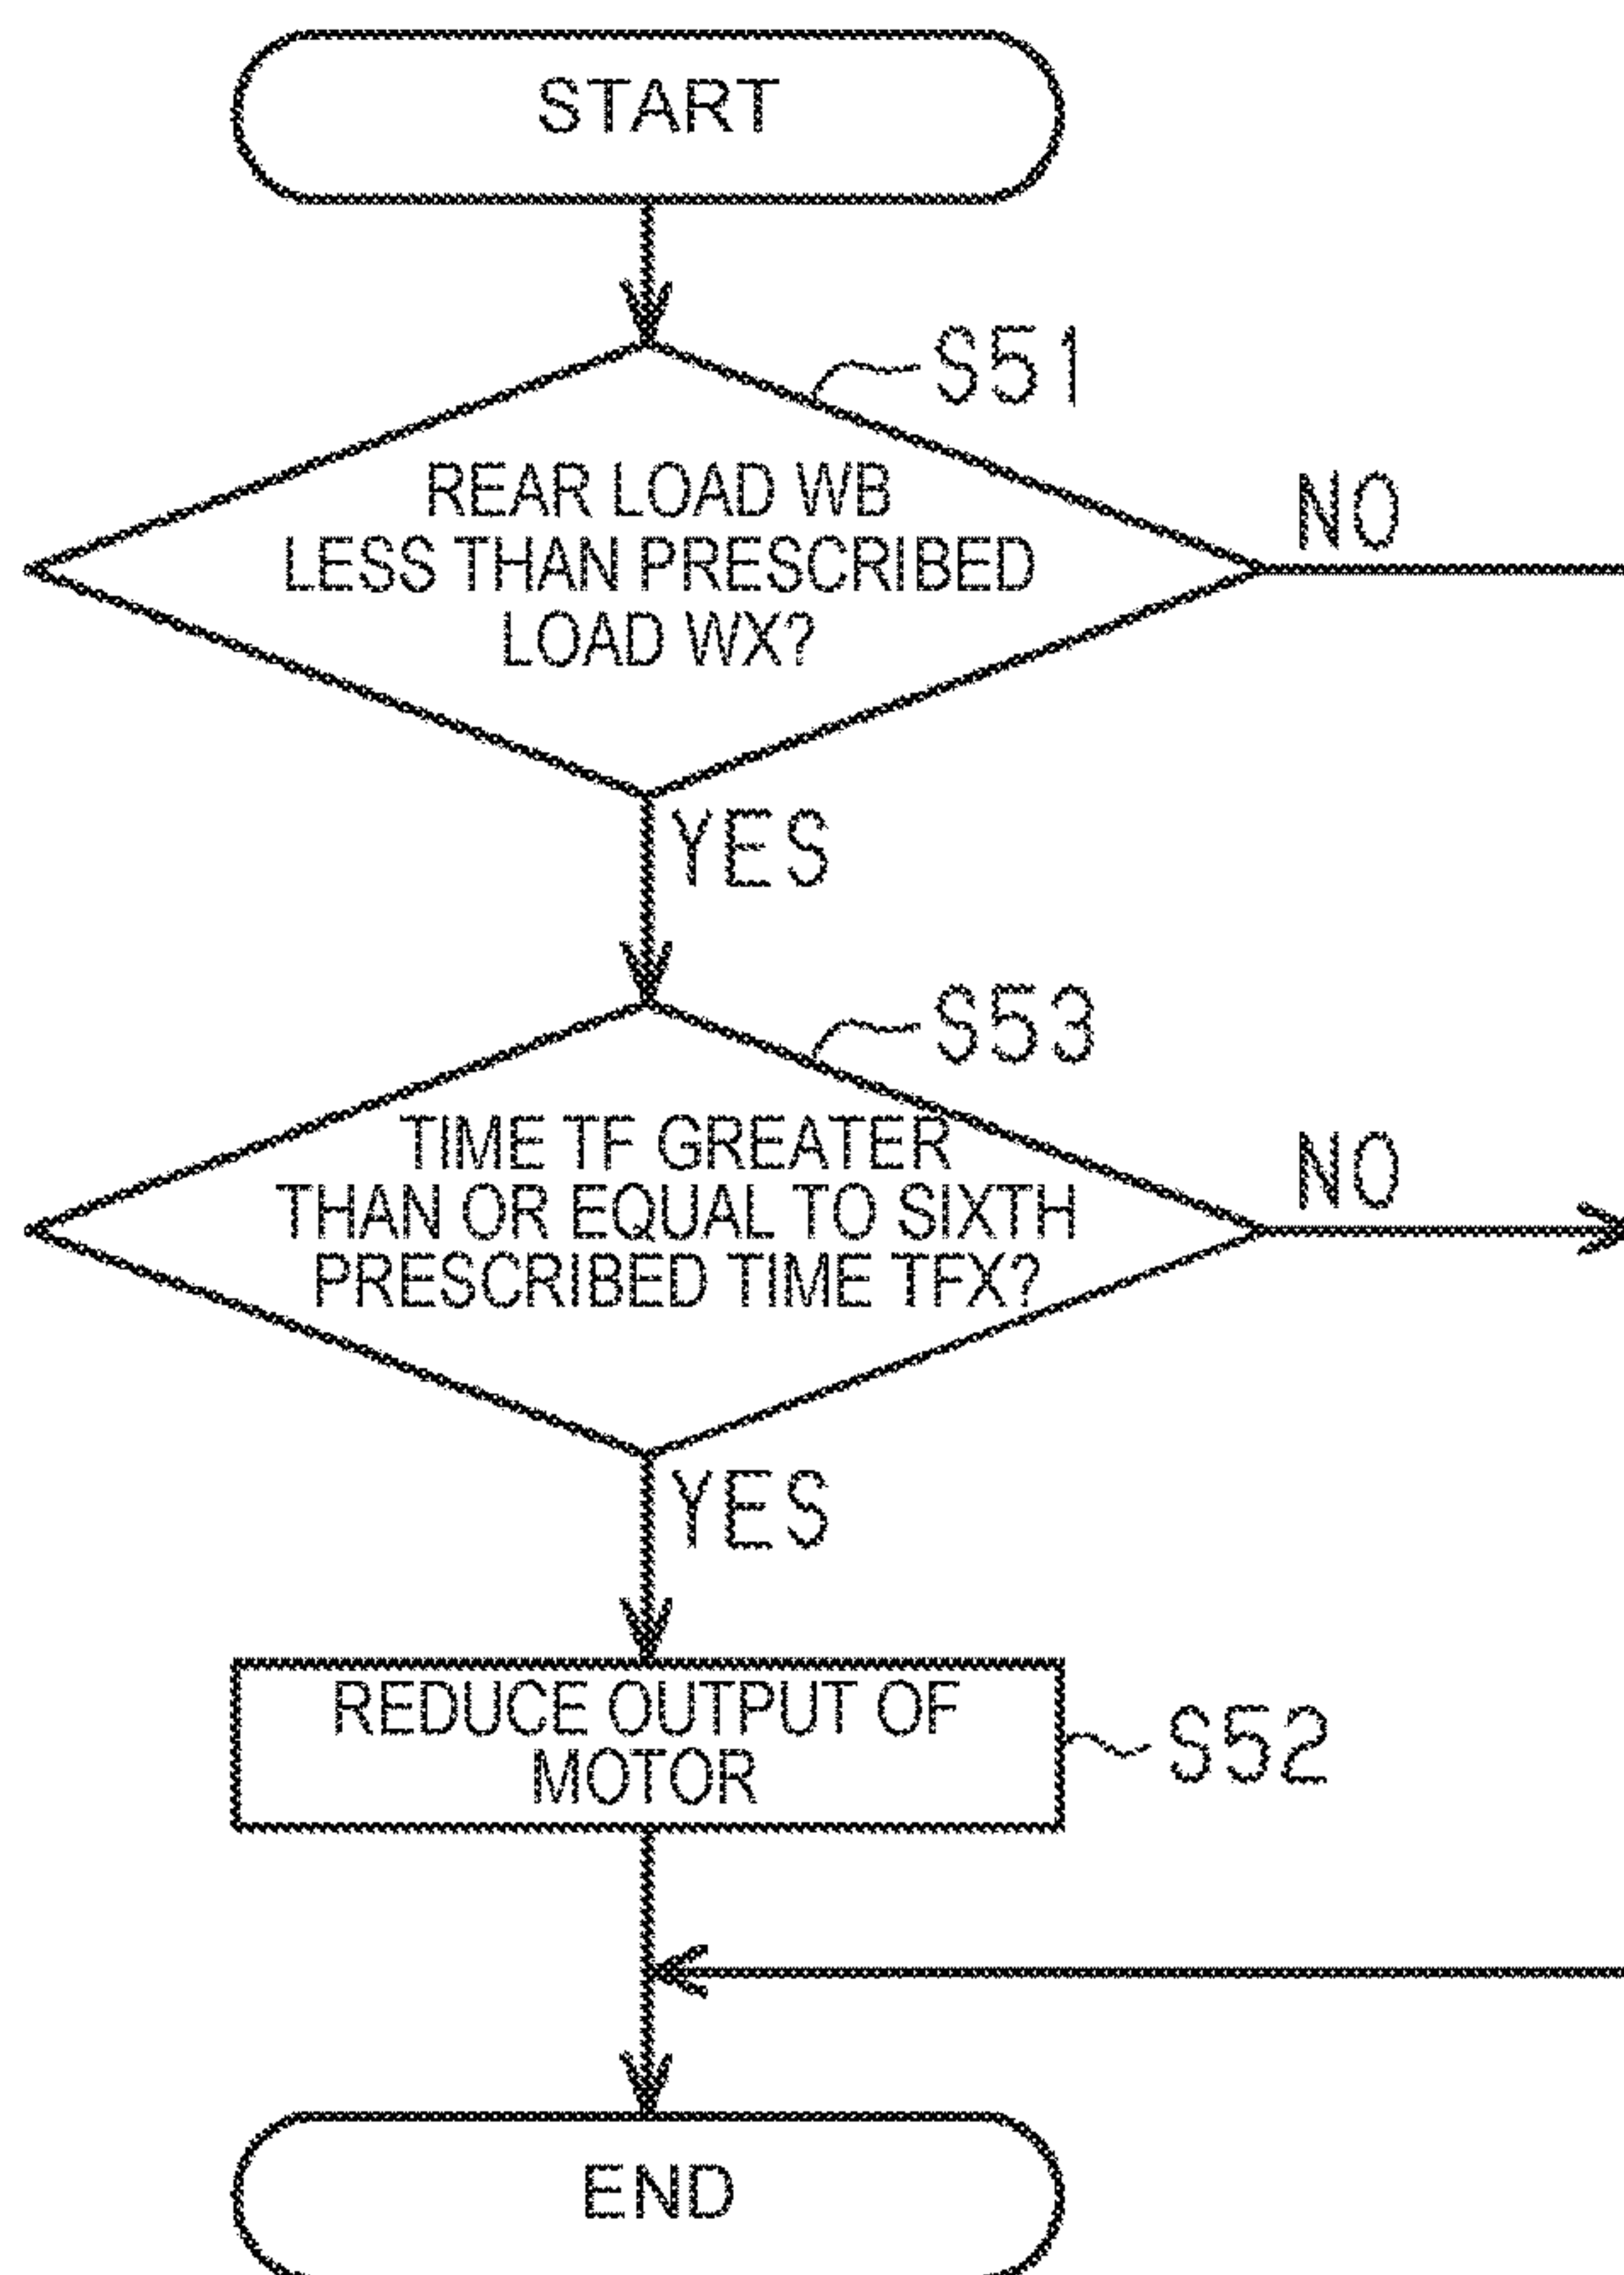 START
S51
REAR LOAD WB
LESS THAN PRESCRIBED
LOAD WX?
NO
YES
S53
TIME TF GREATER
THAN OR EQUAL TO SIXTH
PRESCRIBED TIME TFX?
NO
YES
REDUCE OUTPUT OF
MOTOR
S52
END